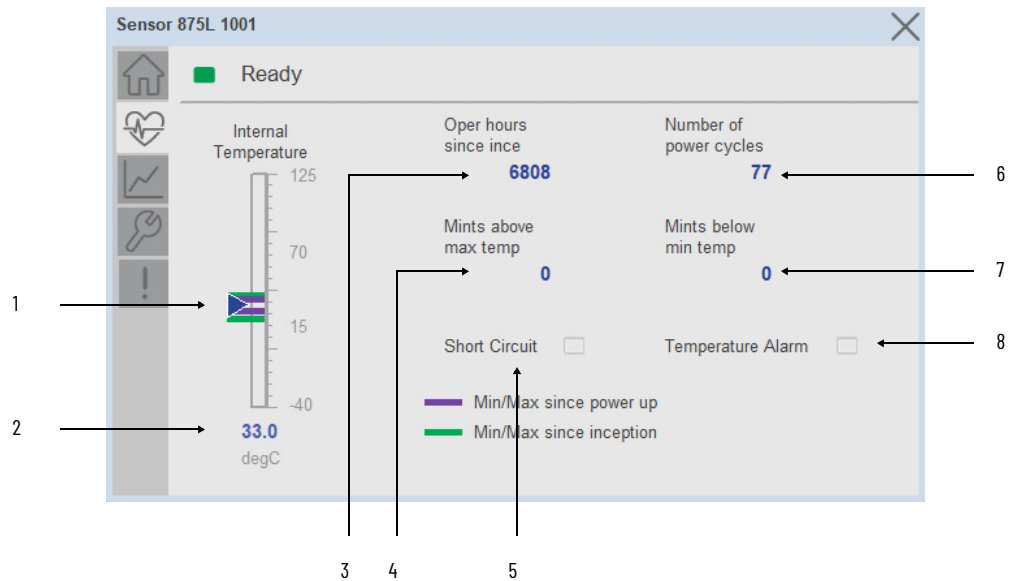 Sensor 875L 1001
Ready
Internal
Temperature
125
70
15
-40
33.0
degC
Oper hours
since ince
6808
Number of
power cycles
77
Mints above
max temp
0
Mints below
min temp
0
Short Circuit
Temperature Alarm
Min/Max since power up
Min/Max since inception
1
2
3
4
5
6
7
8